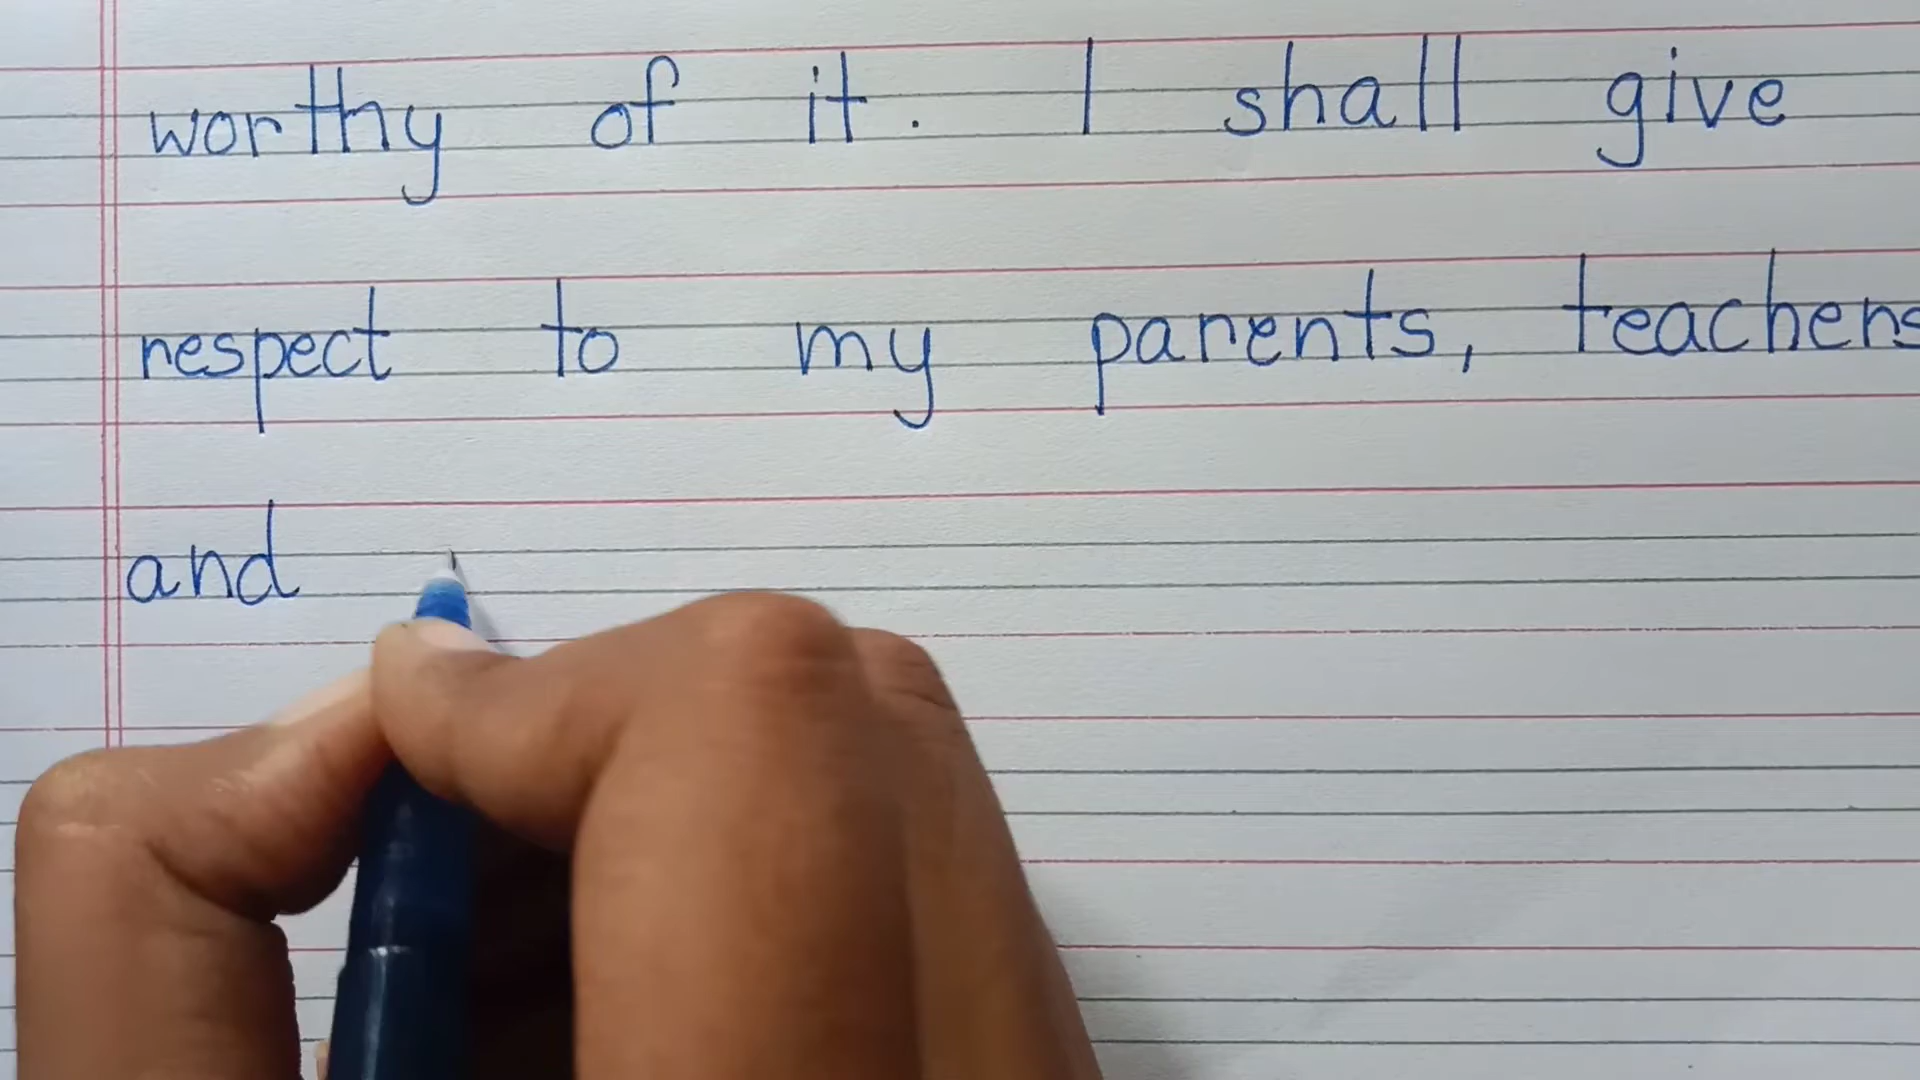 worthy of it. I shall give
respect to my parents, teachers
and